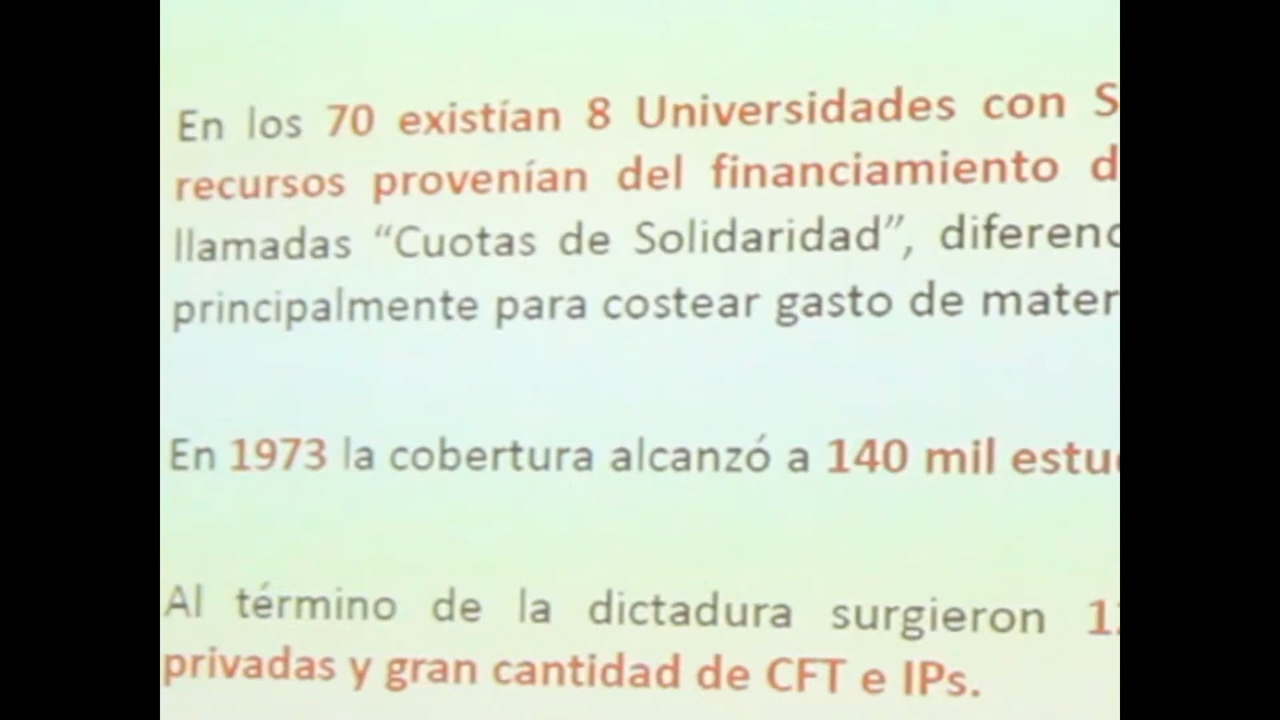 En los 70 existían 8 Universidades con
recursos provenían del financiamiento
llamadas “Cuotas de Solidaridad”,
principalmente para costear gasto de
En 1973 la cobertura alcanzó a 140 mil
Al término de la dictadura surgieron
privadas y gran cantidad de CFT e IPs.